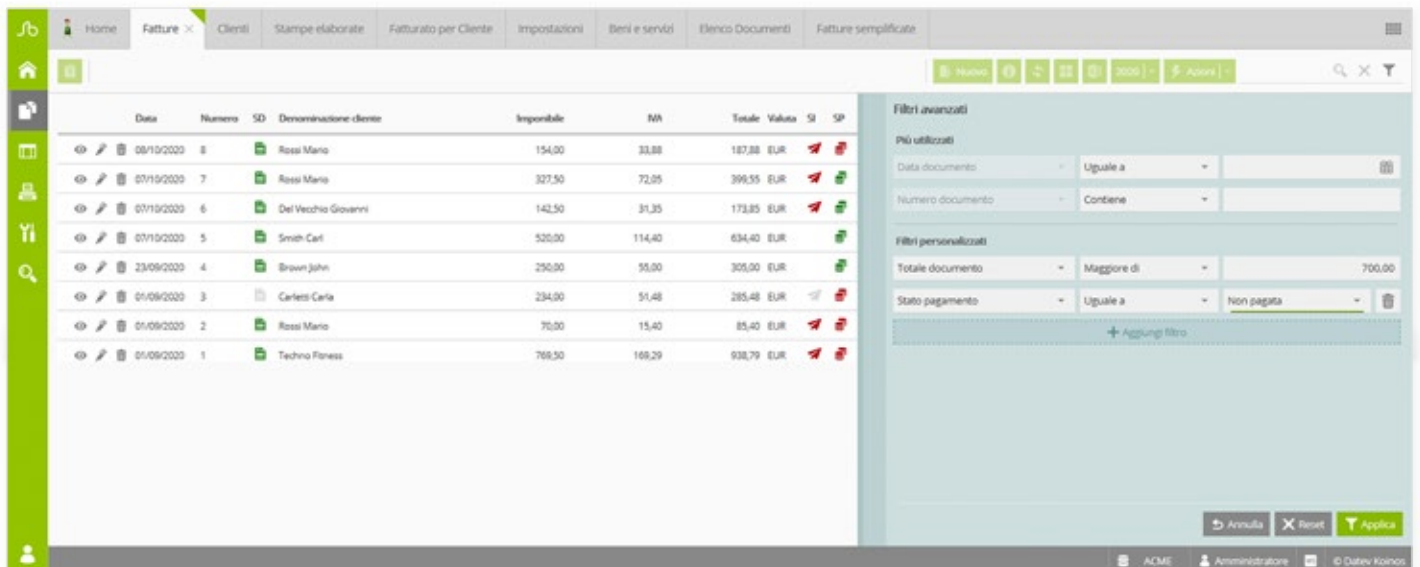 Home Fatture Clienti Stampe elaborate Fatturato per Cliente Impostazioni Beni e servizi Elenco Documenti Fatture semplificate
Nuovo 2020 Azioni
Data Numero SD Denominazione cliente Imponibile IVA Totale Valuta SI SP
08/10/2020 8 Rossi Mario 154,00 33,88 187,88 EUR
07/10/2020 7 Rossi Mario 327,50 72,05 399,55 EUR
07/10/2020 6 Del Vecchio Giovanni 142,50 31,35 173,85 EUR
07/10/2020 5 Smith Carl 520,00 114,40 634,40 EUR
23/09/2020 4 Brown John 250,00 55,00 305,00 EUR
01/09/2020 3 Carletti Carla 234,00 51,48 285,48 EUR
01/09/2020 2 Rossi Mario 70,00 15,40 85,40 EUR
01/09/2020 1 Techno Fitness 769,50 169,29 938,79 EUR
Filtri avanzati
Più utilizzati
Data documento Uguale a
Numero documento Contiene
Filtri personalizzati
Totale documento Maggiore di 700,00
Stato pagamento Uguale a Non pagata
Aggiungi filtro
Annulla Reset Applica
ACME Amministratore © Datev Koinos